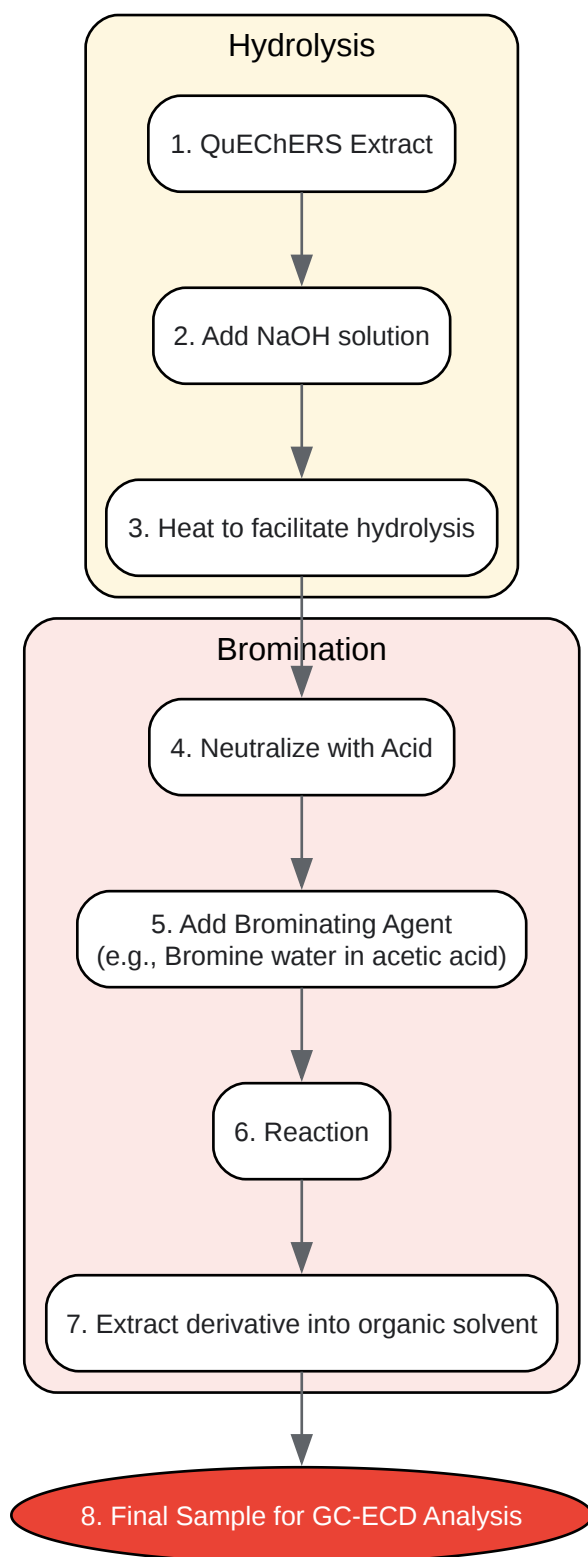 Hydrolysis
1. QuEChERS Extract
2. Add NaOH solution
3. Heat to facilitate hydrolysis
Bromination
4. Neutralize with Acid
5. Add Brominating Agent
(e.g., Bromine water in acetic acid)
6. Reaction
7. Extract derivative into organic solvent
8. Final Sample for GC-ECD Analysis